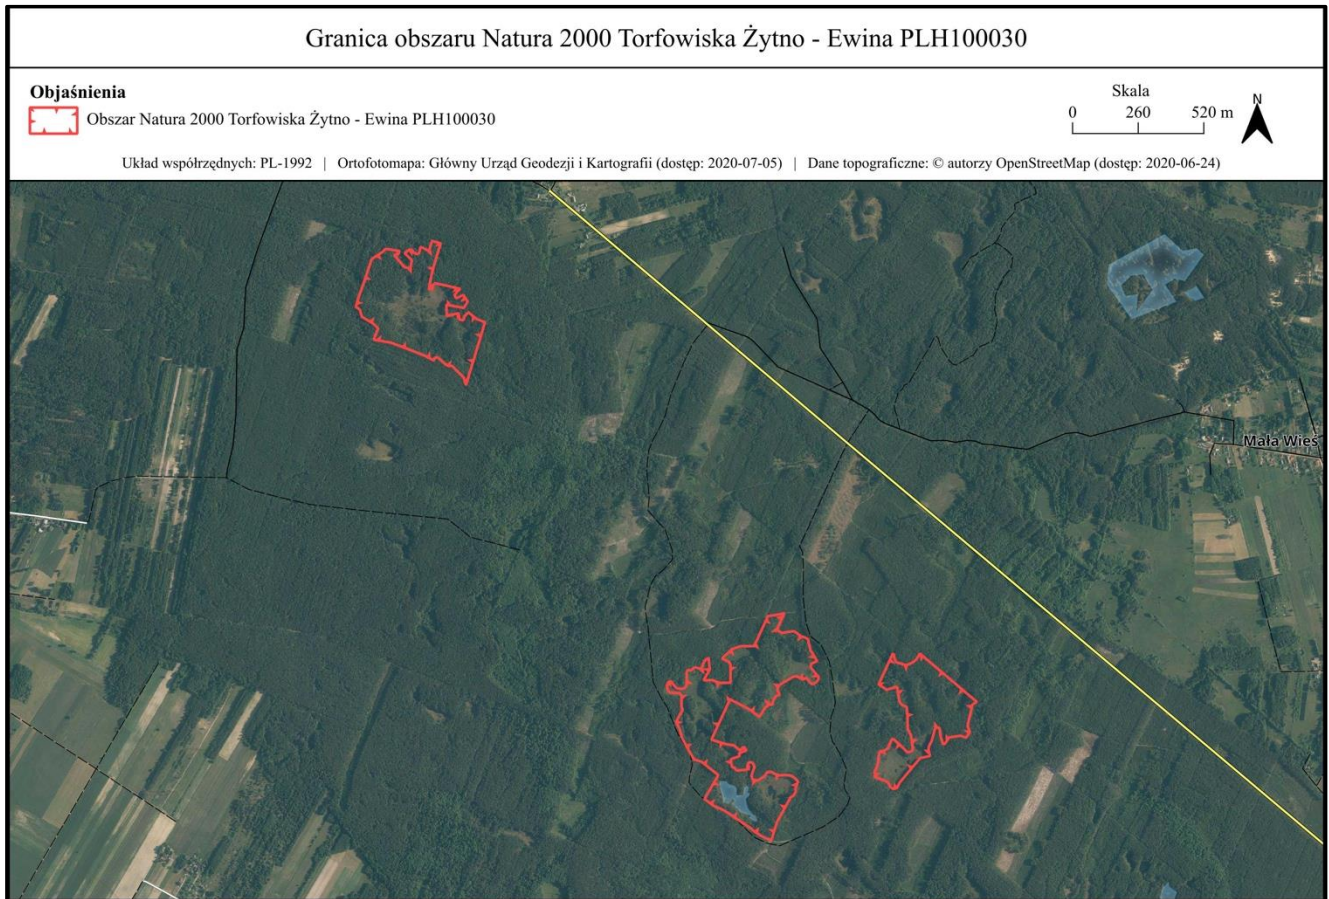 Granica obszaru Natura 2000 Torfowiska Żytno - Ewina PLH100030
Objaśnienia
Obszar Natura 2000 Torfowiska Żytno - Ewina PLH100030
Skala
0 260 520 m
N
Układ współrzędnych: PL-1992 | Ortofotomapa: Główny Urząd Geodezji i Kartografii (dostęp: 2020-07-05) | Dane topograficzne: © autorzy OpenStreetMap (dostęp: 2020-06-24)
Mała Wieś